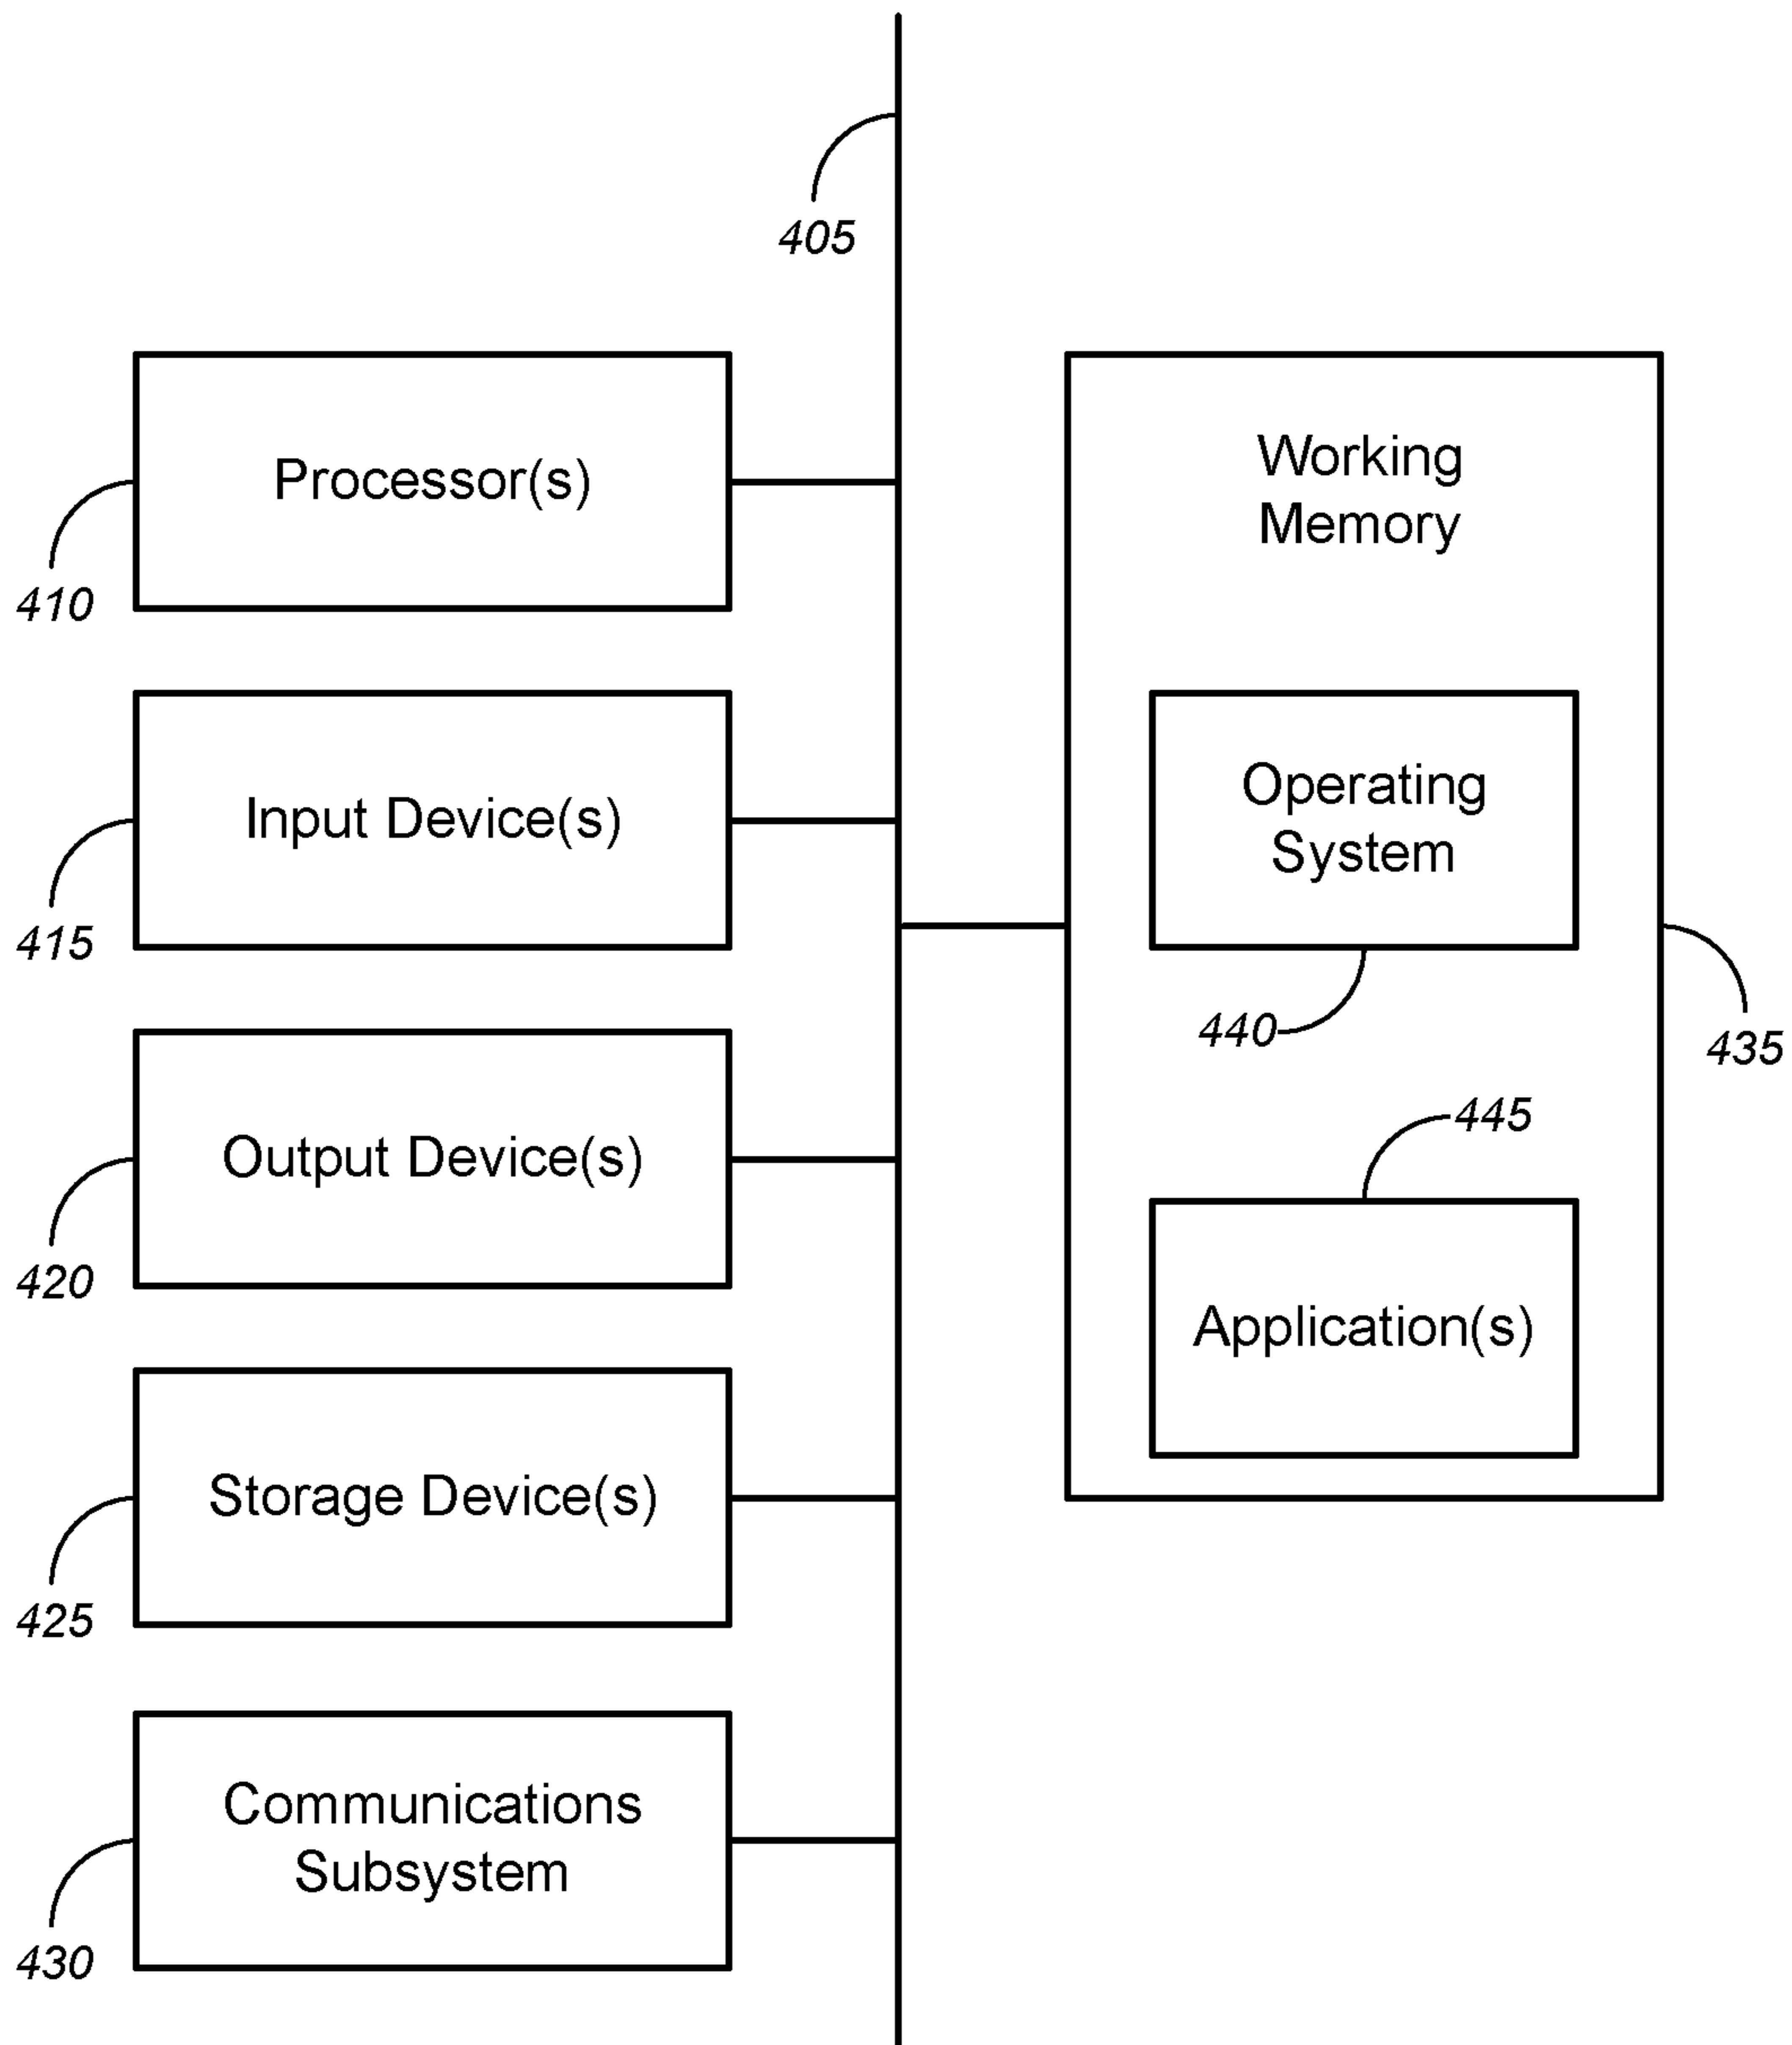 405
Processor(s)
410
Input Device(s)
415
Output Device(s)
420
Storage Device(s)
425
Communications
Subsystem
430
Working
Memory
Operating
System
440
435
445
Application(s)